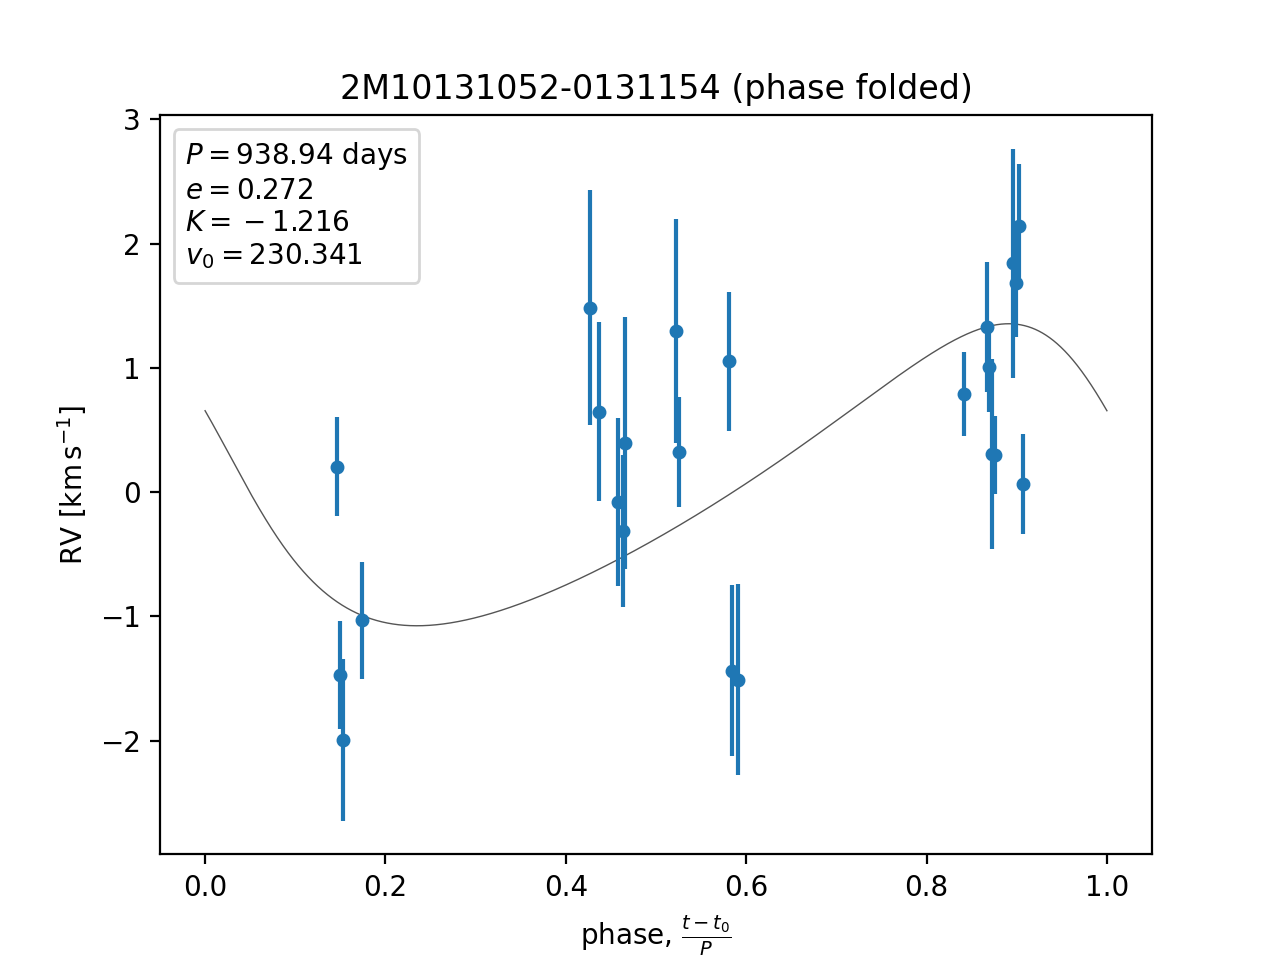 2M10131052-0131154 (phase folded)
P = 938.94 days
e = 0.272
K = −1.216
v₀ = 230.341
3
2
1
0
−1
−2
RV [km s⁻¹]
0.0 0.2 0.4 0.6 0.8 1.0
phase, (t − t₀)/P